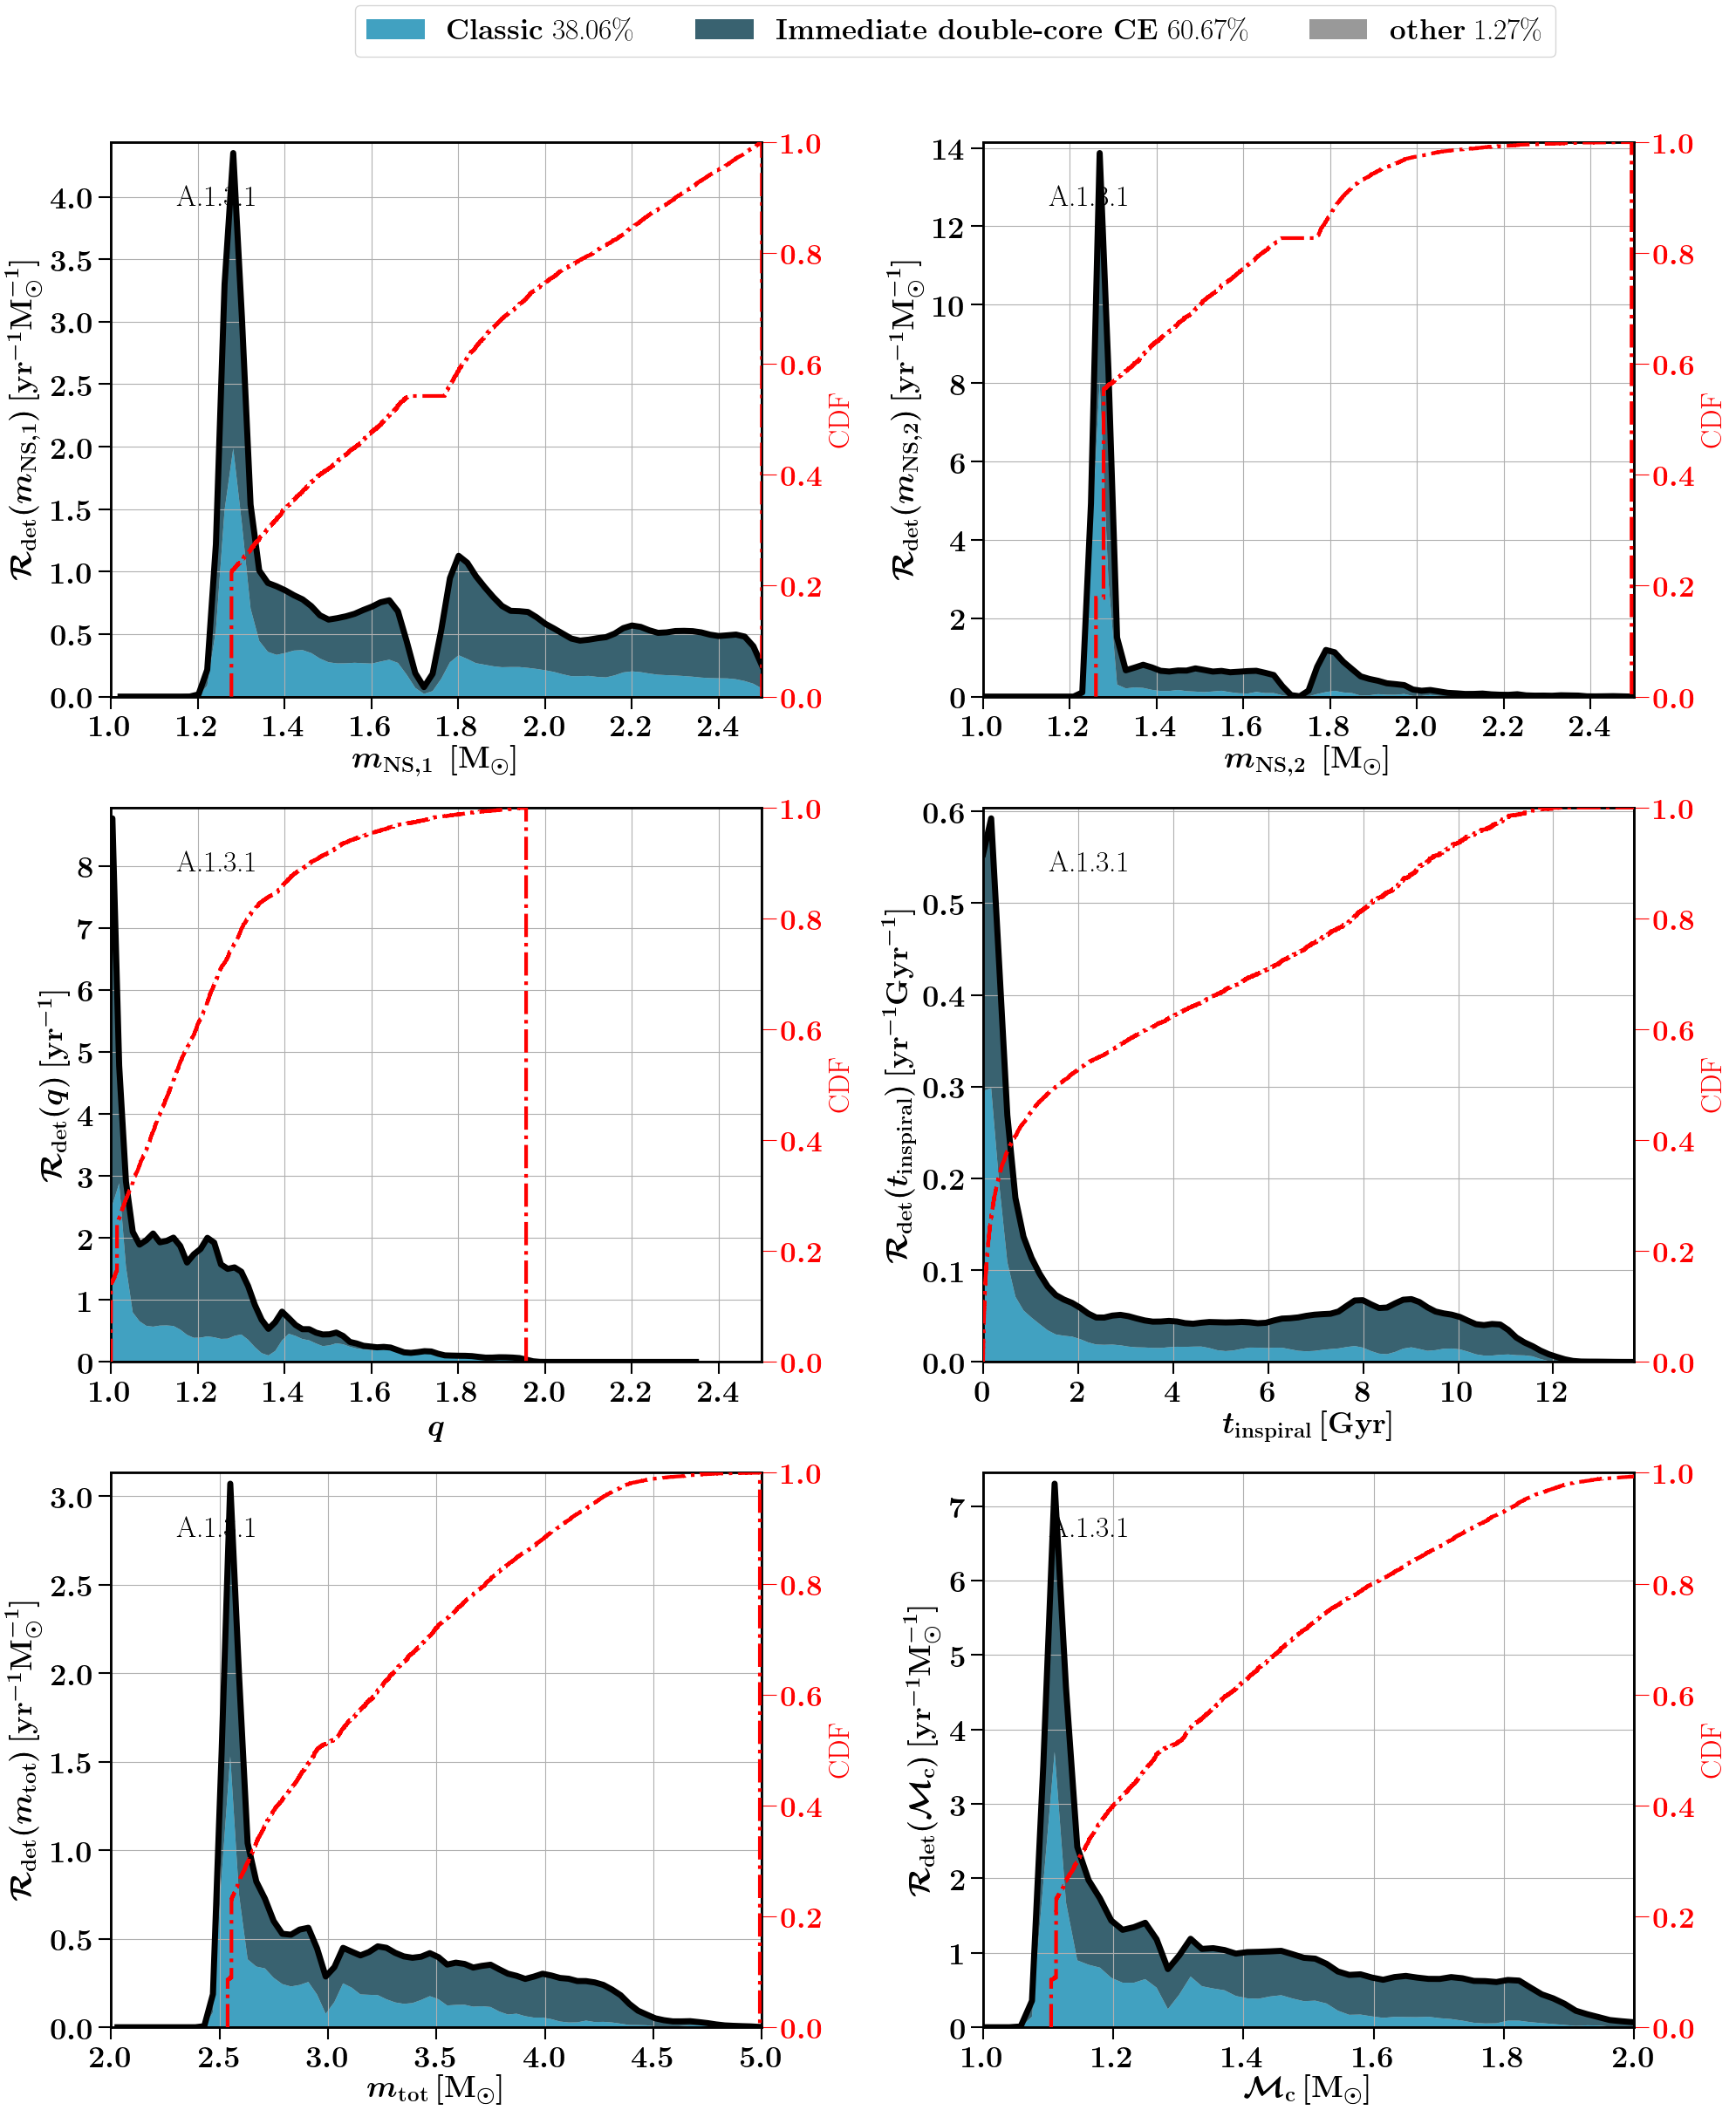 Classic 38.06% Immediate double-core CE 60.67% other 1.27%
A.1.3.1
4.0
3.5
3.0
2.5
2.0
1.5
1.0
0.5
0.0
1.0 1.2 1.4 1.6 1.8 2.0 2.2 2.4
1.0
0.8
0.6
0.4
0.2
0.0
CDF
ℛ_det(m_NS,1) [yr⁻¹M_⊙⁻¹]
m_NS,1 [M_⊙]
A.1.3.1
14
12
10
8
6
4
2
0
1.0 1.2 1.4 1.6 1.8 2.0 2.2 2.4
1.0
0.8
0.6
0.4
0.2
0.0
CDF
ℛ_det(m_NS,2) [yr⁻¹M_⊙⁻¹]
m_NS,2 [M_⊙]
A.1.3.1
8
7
6
5
4
3
2
1
0
1.0 1.2 1.4 1.6 1.8 2.0 2.2 2.4
1.0
0.8
0.6
0.4
0.2
0.0
CDF
ℛ_det(q) [yr⁻¹]
q
A.1.3.1
0.6
0.5
0.4
0.3
0.2
0.1
0.0
0 2 4 6 8 10 12
1.0
0.8
0.6
0.4
0.2
0.0
CDF
ℛ_det(t_inspiral) [yr⁻¹Gyr⁻¹]
t_inspiral [Gyr]
A.1.3.1
3.0
2.5
2.0
1.5
1.0
0.5
0.0
2.0 2.5 3.0 3.5 4.0 4.5 5.0
1.0
0.8
0.6
0.4
0.2
0.0
CDF
ℛ_det(m_tot) [yr⁻¹M_⊙⁻¹]
m_tot [M_⊙]
A.1.3.1
7
6
5
4
3
2
1
0
1.0 1.2 1.4 1.6 1.8 2.0
1.0
0.8
0.6
0.4
0.2
0.0
CDF
ℛ_det(ℳ_c) [yr⁻¹M_⊙⁻¹]
ℳ_c [M_⊙]